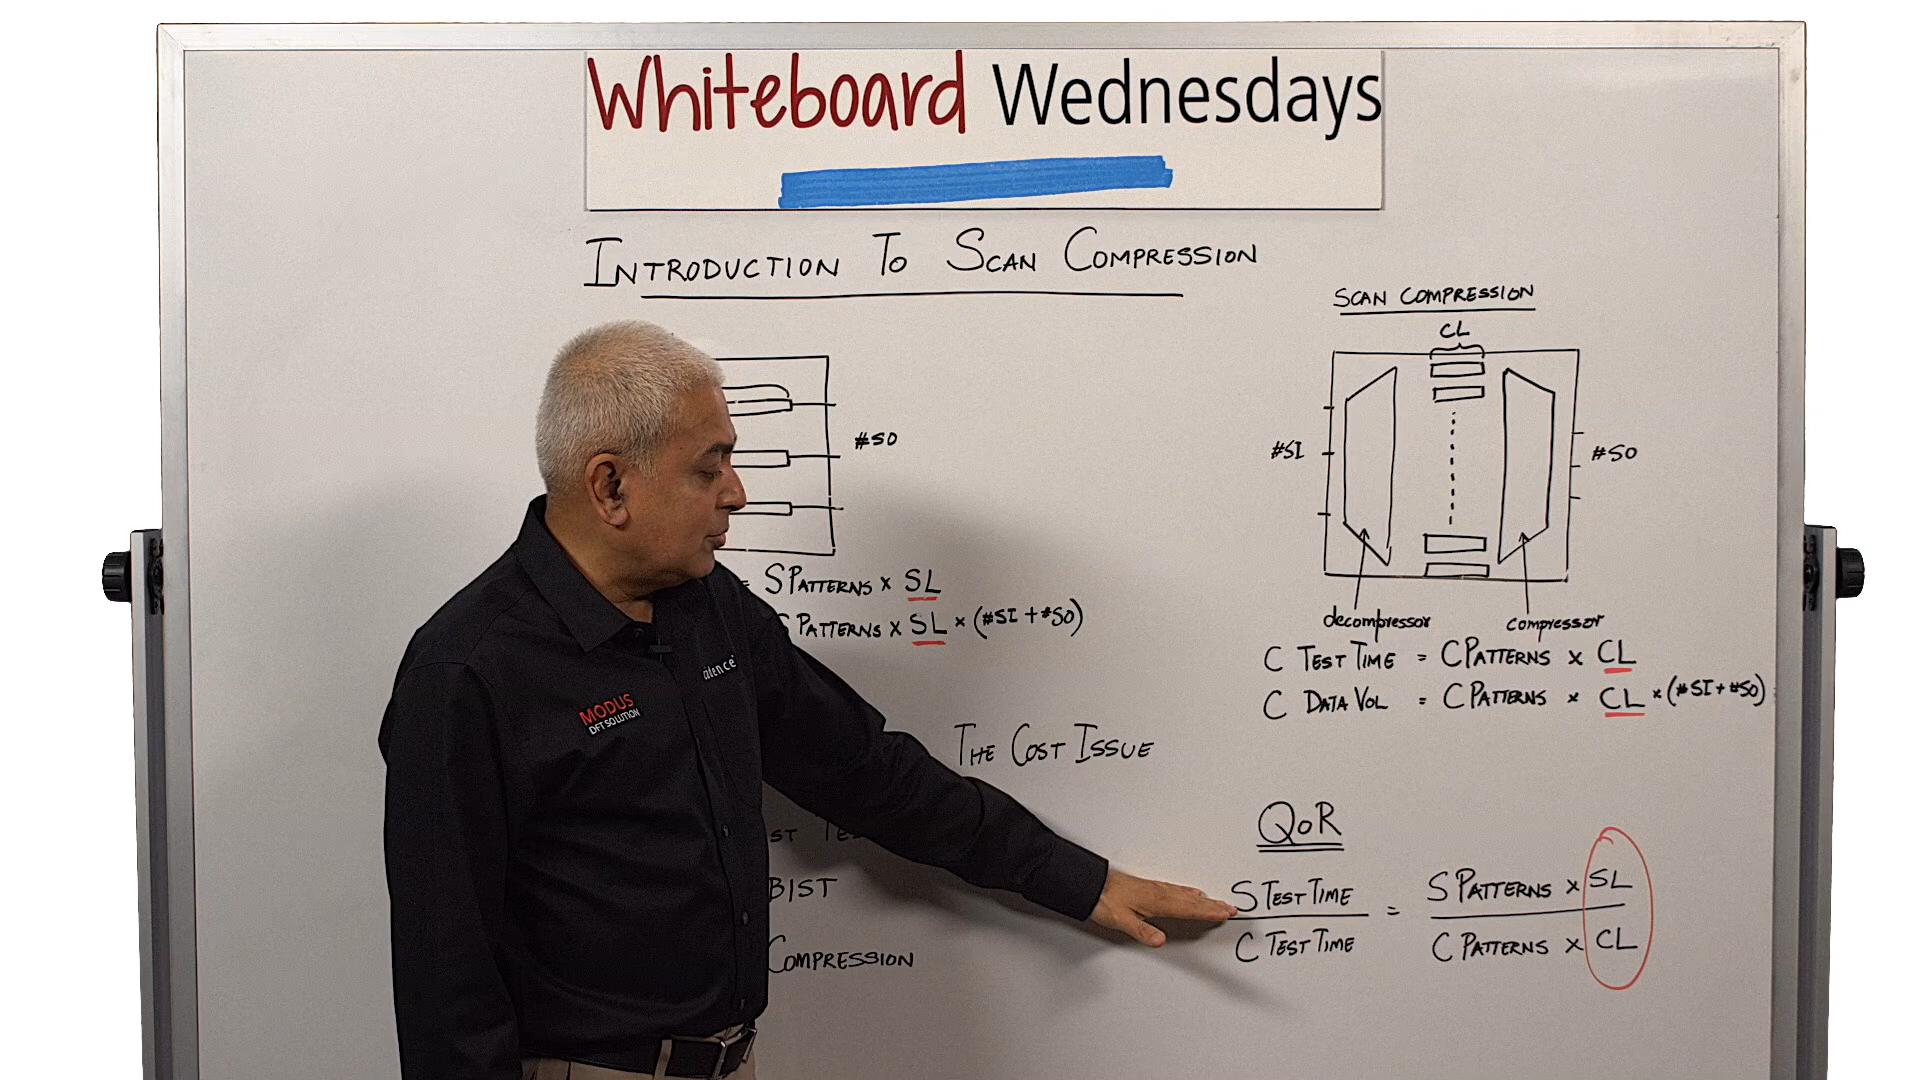 Whiteboard Wednesdays
INTRODUCTION TO SCAN COMPRESSION
#SO
= S PATTERNS x SL
S PATTERNS x SL x (#SI + #SO)
SCAN COMPRESSION
CL
#SI
#SO
decompressor
compressor
C TEST TIME = C PATTERNS x CL
C DATA VOL = C PATTERNS x CL x (#SI + #SO)
THE COST ISSUE
BIST
COMPRESSION
QoR
S TEST TIME = S PATTERNS x SL
C TEST TIME C PATTERNS x CL
cādence
MODUS
DFT SOLUTION